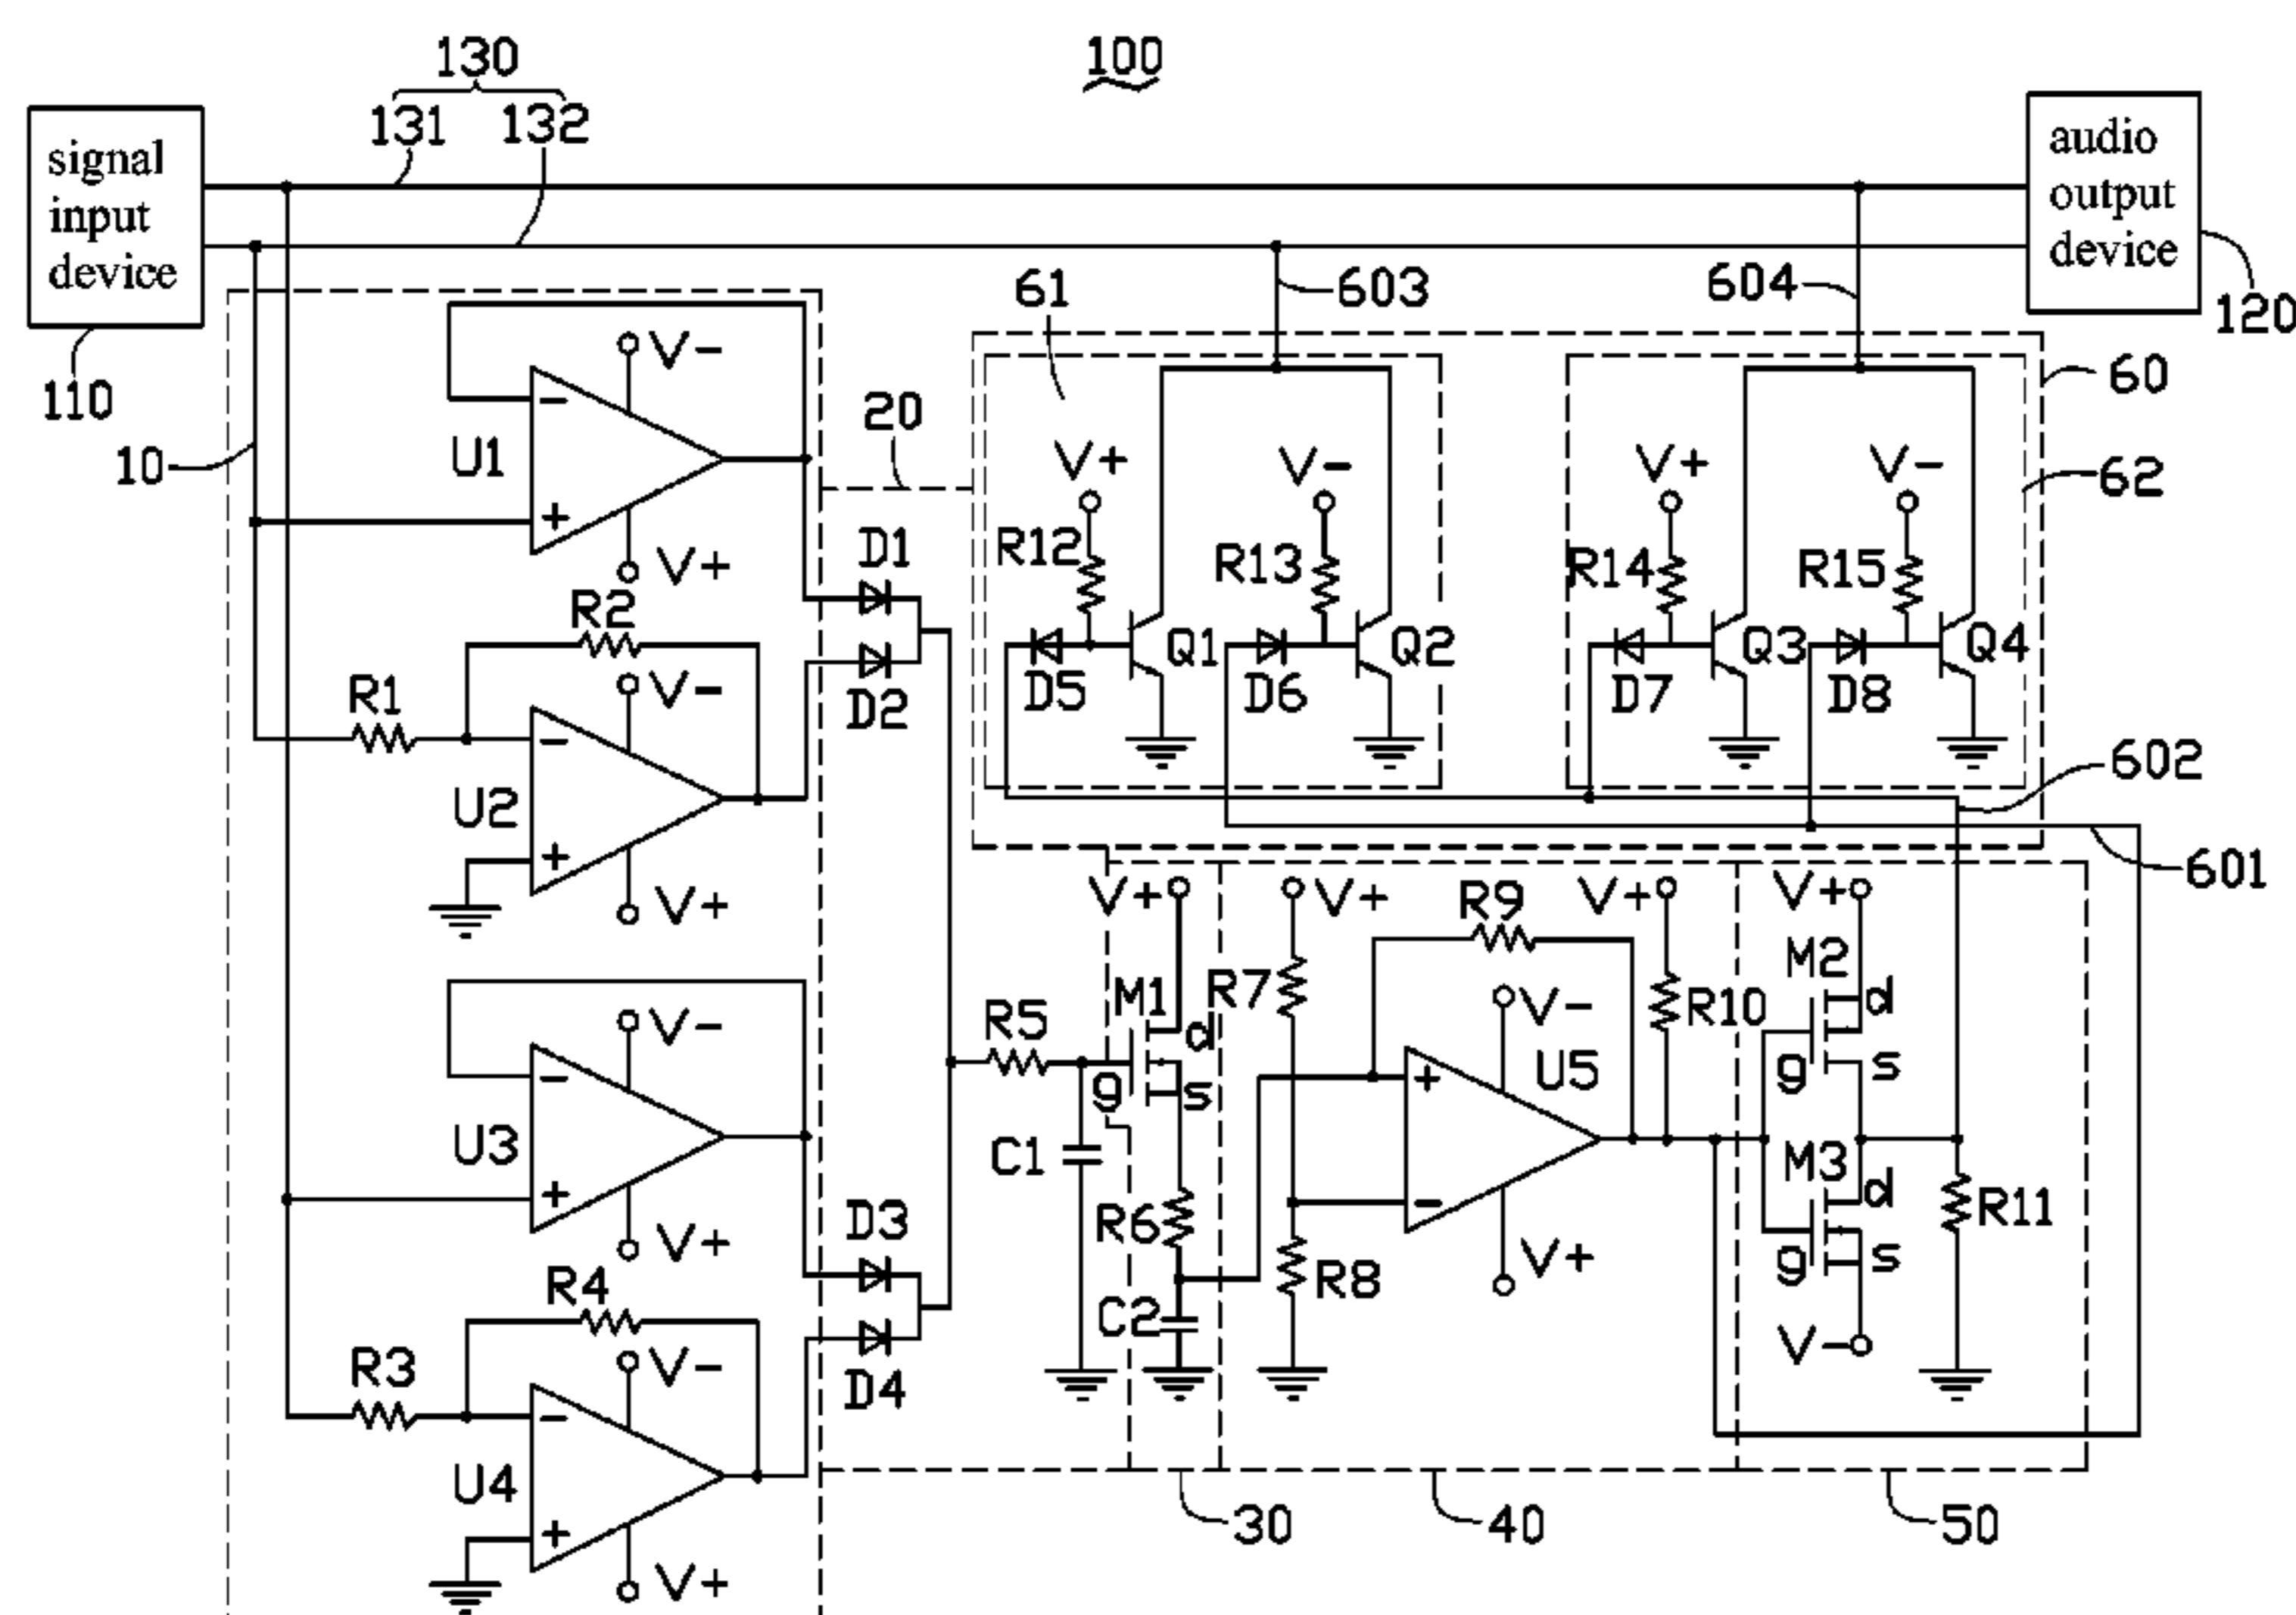 130
100
131 132
signal
input
device
audio
output
device
110
120
10
20
61
603
604
60
62
V-
U1
-
+
V+
R2
R1
V-
U2
-
+
V+
V-
U3
-
+
V+
R4
R3
V-
U4
-
+
V+
D1
D2
D3
D4
V+
R12
D5
Q1
V-
R13
D6
Q2
V+
R14
D7
Q3
V-
R15
D8
Q4
602
601
R5
C1
V+
M1
d
g
s
R6
C2
V+
R7
R8
R9
V-
U5
+
-
V+
V+
R10
V+
M2
d
g
s
M3
d
g
s
V-
R11
30
40
50